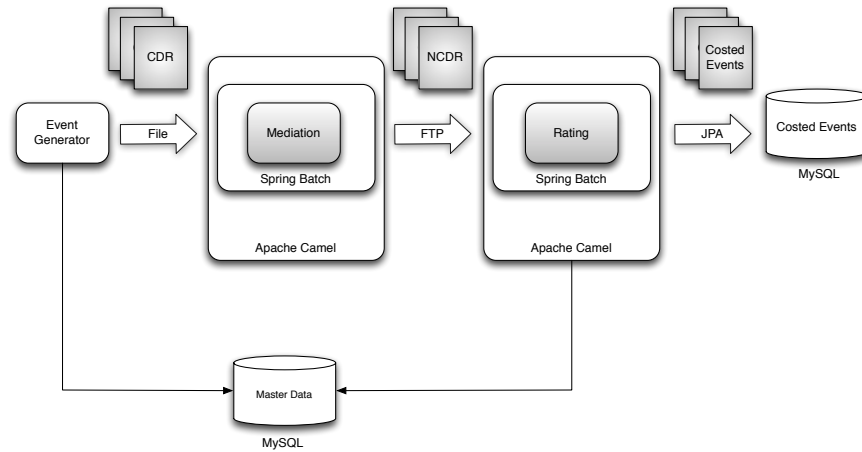 CDR
NCDR
Costed
Events
Event
Generator
File
Mediation
Spring Batch
Apache Camel
FTP
Rating
Spring Batch
Apache Camel
JPA
Costed Events
MySQL
Master Data
MySQL